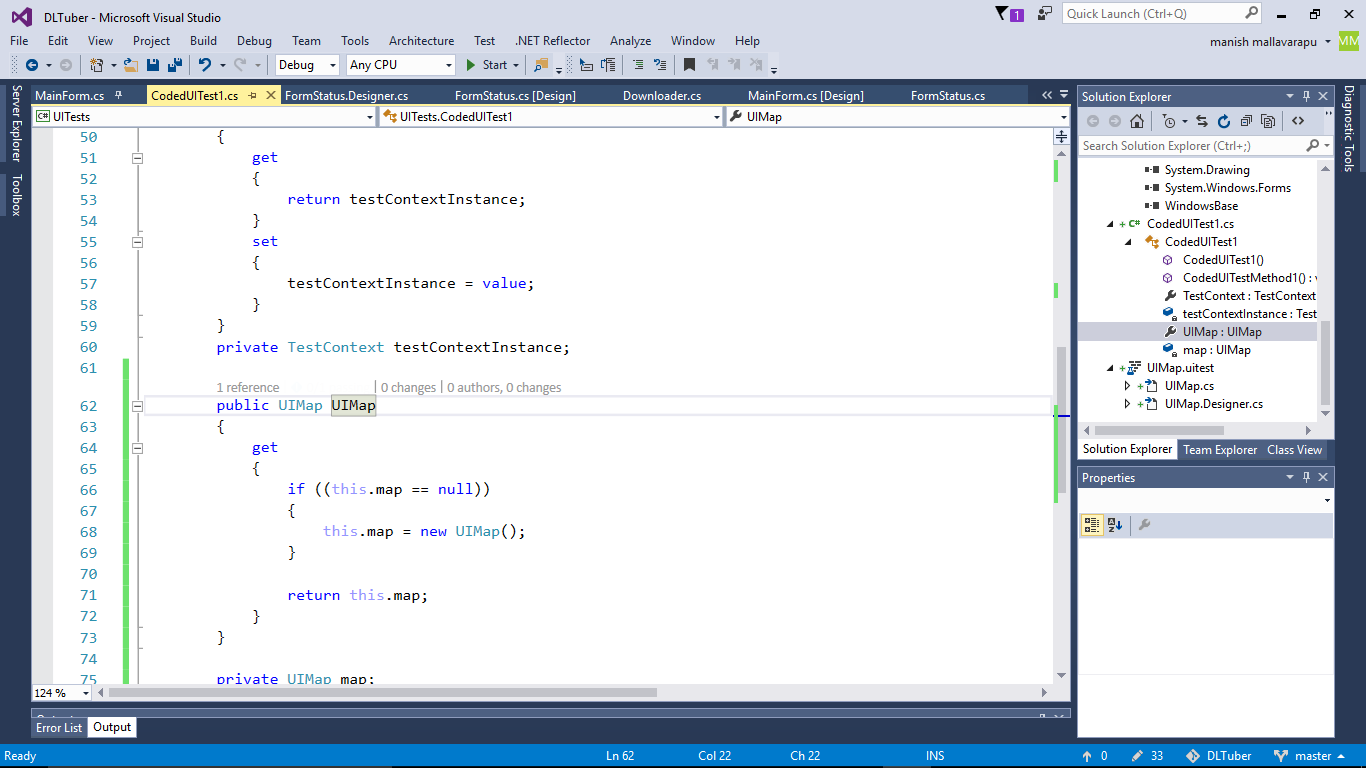 DLTuber - Microsoft Visual Studio
1
Quick Launch (Ctrl+Q)
File Edit View Project Build Debug Team Tools Architecture Test .NET Reflector Analyze Window Help
manish mallavarapu MM
Debug Any CPU Start
Server Explorer
Toolbox
MainForm.cs CodedUITest1.cs FormStatus.Designer.cs FormStatus.cs [Design] Downloader.cs MainForm.cs [Design] FormStatus.cs
C# UITests UITests.CodedUITest1 UIMap
50 {
51 get
52 {
53 return testContextInstance;
54 }
55 set
56 {
57 testContextInstance = value;
58 }
59 }
60 private TestContext testContextInstance;
61
1 reference | 0 changes | 0 authors, 0 changes
62 public UIMap UIMap
63 {
64 get
65 {
66 if ((this.map == null))
67 {
68 this.map = new UIMap();
69 }
70
71 return this.map;
72 }
73 }
74
75 private UIMap map;
124 %
Error List Output
Solution Explorer
Search Solution Explorer (Ctrl+;)
System.Drawing
System.Windows.Forms
WindowsBase
C# CodedUITest1.cs
CodedUITest1
CodedUITest1()
CodedUITestMethod1() : v
TestContext : TestContext
testContextInstance : Test
UIMap : UIMap
map : UIMap
UIMap.uitest
UIMap.cs
UIMap.Designer.cs
Solution Explorer Team Explorer Class View
Properties
Diagnostic Tools
Ready Ln 62 Col 22 Ch 22 INS 0 33 DLTuber master